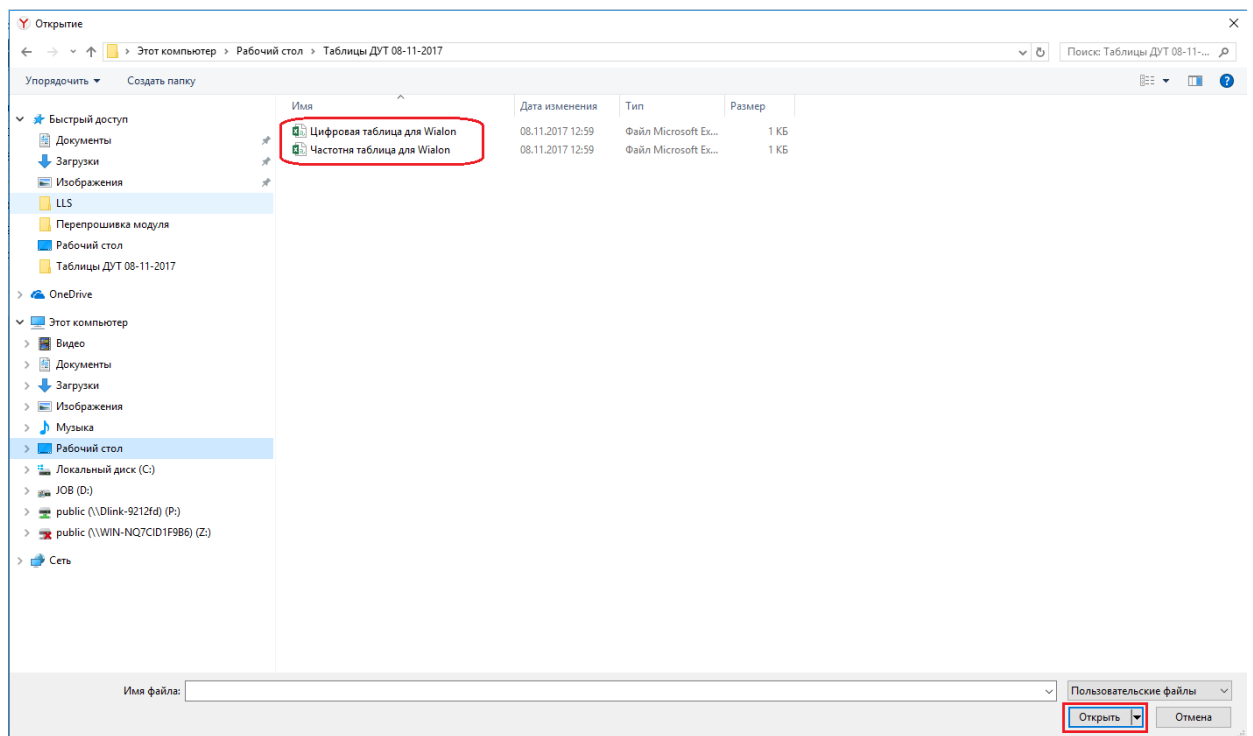 Открытие
Этот компьютер › Рабочий стол › Таблицы ДУТ 08-11-2017
Поиск: Таблицы ДУТ 08-11-...
Упорядочить
Создать папку
Имя Дата изменения Тип Размер
Цифровая таблица для Wialon 08.11.2017 12:59 Файл Microsoft Ex... 1 КБ
Частотня таблица для Wialon 08.11.2017 12:59 Файл Microsoft Ex... 1 КБ
Быстрый доступ
Документы
Загрузки
Изображения
LLS
Перепрошивка модуля
Рабочий стол
Таблицы ДУТ 08-11-2017
OneDrive
Этот компьютер
Видео
Документы
Загрузки
Изображения
Музыка
Рабочий стол
Локальный диск (C:)
JOB (D:)
public (\\Dlink-9212fd) (P:)
public (\\WIN-NQ7CID1F9B6) (Z:)
Сеть
Имя файла:
Пользовательские файлы
Открыть
Отмена